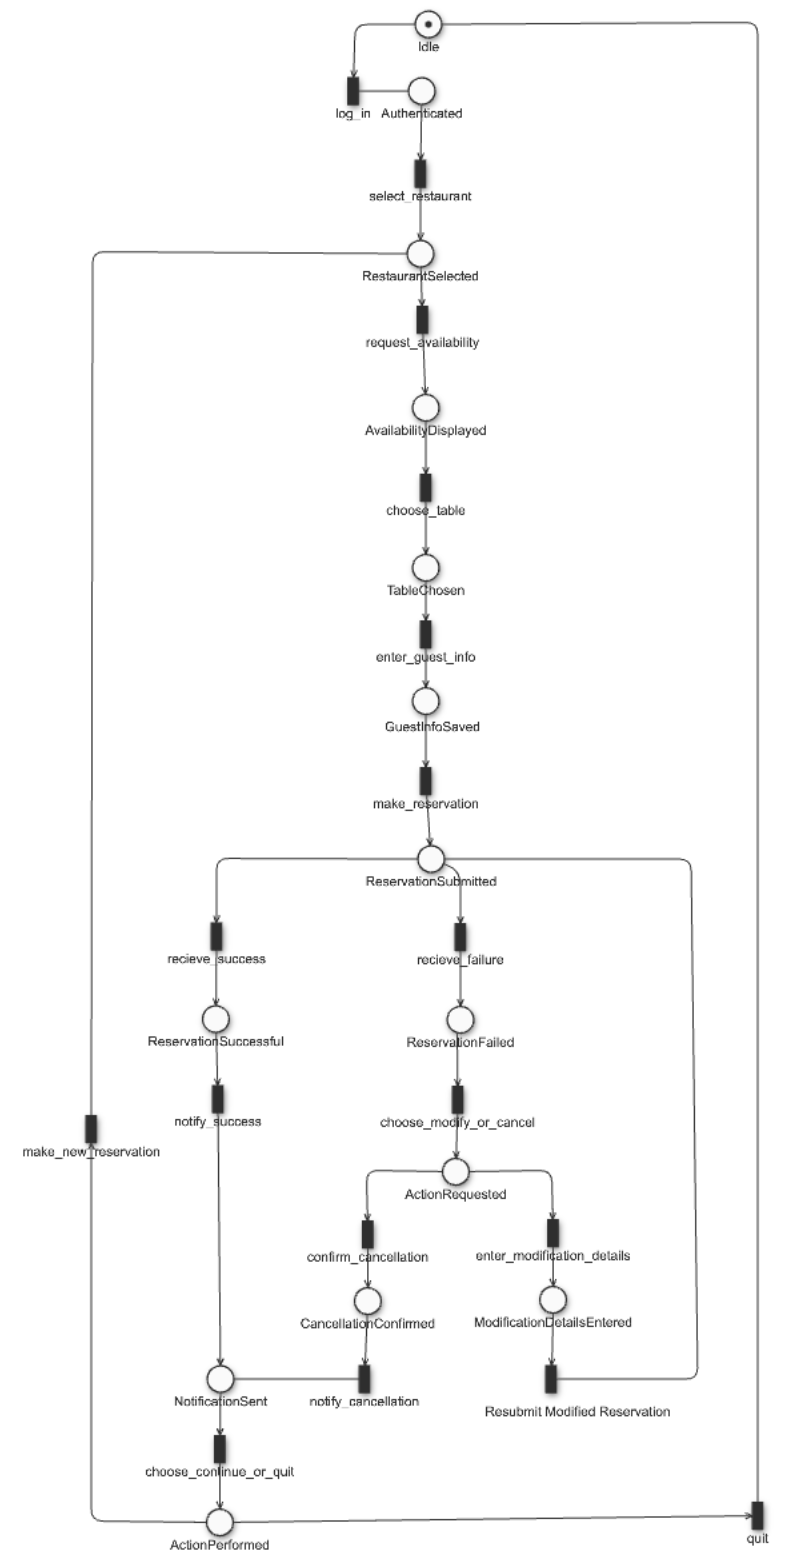 Idle
log_in
Authenticated
select_restaurant
RestaurantSelected
request_availability
AvailabilityDisplayed
choose_table
TableChosen
enter_guest_info
GuestInfoSaved
make_reservation
ReservationSubmitted
recieve_success
recieve_failure
ReservationSuccessful
ReservationFailed
notify_success
choose_modify_or_cancel
make_new_reservation
ActionRequested
confirm_cancellation
enter_modification_details
CancellationConfirmed
ModificationDetailsEntered
NotificationSent
notify_cancellation
Resubmit Modified Reservation
choose_continue_or_quit
ActionPerformed
quit